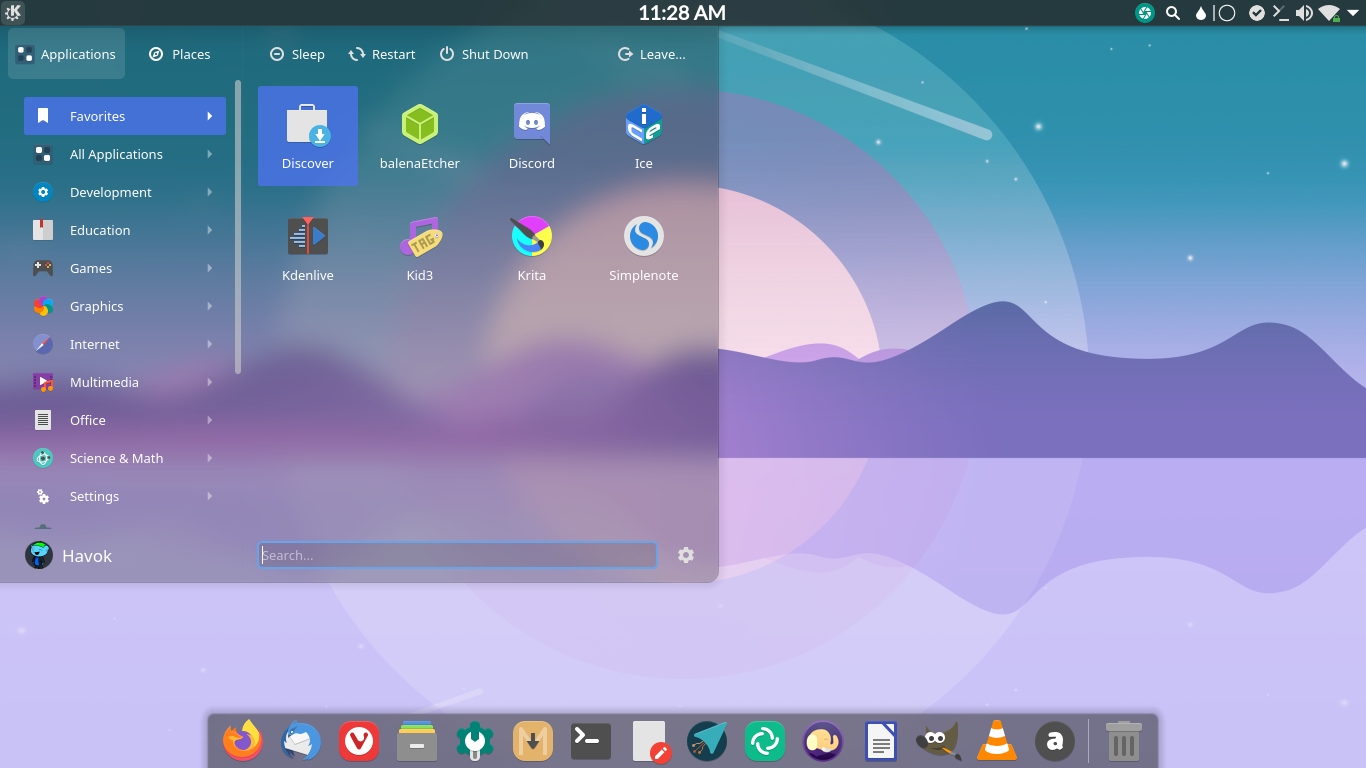 11:28 AM
Applications
Places
Sleep
Restart
Shut Down
Leave...
Favorites
All Applications
Development
Education
Games
Graphics
Internet
Multimedia
Office
Science & Math
Settings
Discover
balenaEtcher
Discord
Ice
Kdenlive
Kid3
TAG
Krita
Simplenote
Havok
Search...
a